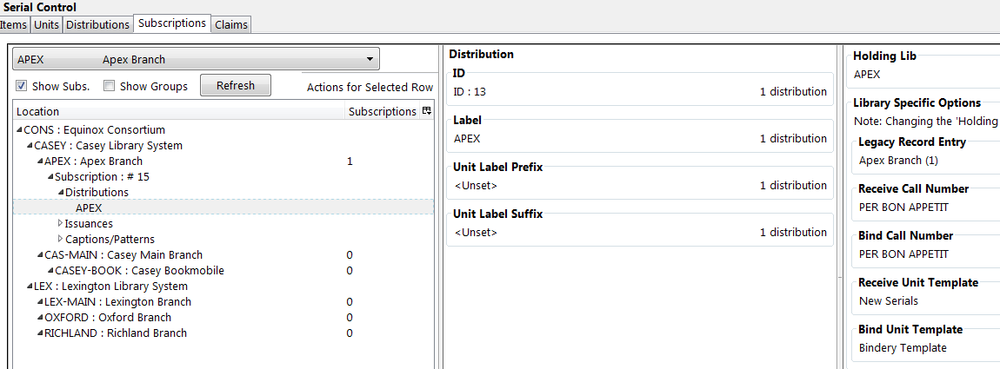 Serial Control
Items Units Distributions Subscriptions Claims
APEX Apex Branch
Show Subs. Show Groups Refresh Actions for Selected Row
Location Subscriptions
CONS : Equinox Consortium
CASEY : Casey Library System
APEX : Apex Branch 1
Subscription : # 15
Distributions
APEX
Issuances
Captions/Patterns
CAS-MAIN : Casey Main Branch 0
CASEY-BOOK : Casey Bookmobile 0
LEX : Lexington Library System
LEX-MAIN : Lexington Branch 0
OXFORD : Oxford Branch 0
RICHLAND : Richland Branch 0
Distribution
ID
ID : 13 1 distribution
Label
APEX 1 distribution
Unit Label Prefix
<Unset> 1 distribution
Unit Label Suffix
<Unset> 1 distribution
Holding Lib
APEX
Library Specific Options
Note: Changing the 'Holding
Legacy Record Entry
Apex Branch (1)
Receive Call Number
PER BON APPETIT
Bind Call Number
PER BON APPETIT
Receive Unit Template
New Serials
Bind Unit Template
Bindery Template